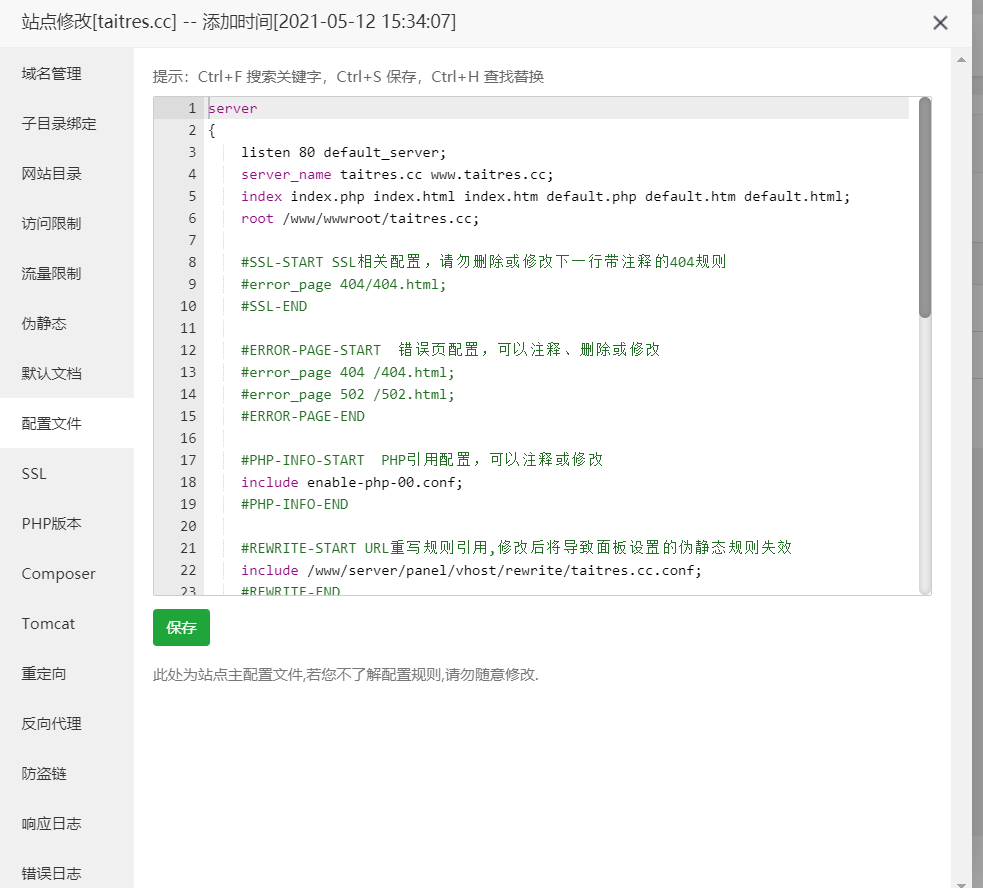 站点修改[taitres.cc] -- 添加时间[2021-05-12 15:34:07]
域名管理
子目录绑定
网站目录
访问限制
流量限制
伪静态
默认文档
配置文件
SSL
PHP版本
Composer
Tomcat
重定向
反向代理
防盗链
响应日志
错误日志
提示：Ctrl+F 搜索关键字，Ctrl+S 保存，Ctrl+H 查找替换
1 server
2 {
3 listen 80 default_server;
4 server_name taitres.cc www.taitres.cc;
5 index index.php index.html index.htm default.php default.htm default.html;
6 root /www/wwwroot/taitres.cc;
7
8 #SSL-START SSL相关配置，请勿删除或修改下一行带注释的404规则
9 #error_page 404/404.html;
10 #SSL-END
11
12 #ERROR-PAGE-START  错误页配置，可以注释、删除或修改
13 #error_page 404 /404.html;
14 #error_page 502 /502.html;
15 #ERROR-PAGE-END
16
17 #PHP-INFO-START  PHP引用配置，可以注释或修改
18 include enable-php-00.conf;
19 #PHP-INFO-END
20
21 #REWRITE-START URL重写规则引用,修改后将导致面板设置的伪静态规则失效
22 include /www/server/panel/vhost/rewrite/taitres.cc.conf;
23 #REWRITE-END
保存
此处为站点主配置文件,若您不了解配置规则,请勿随意修改.